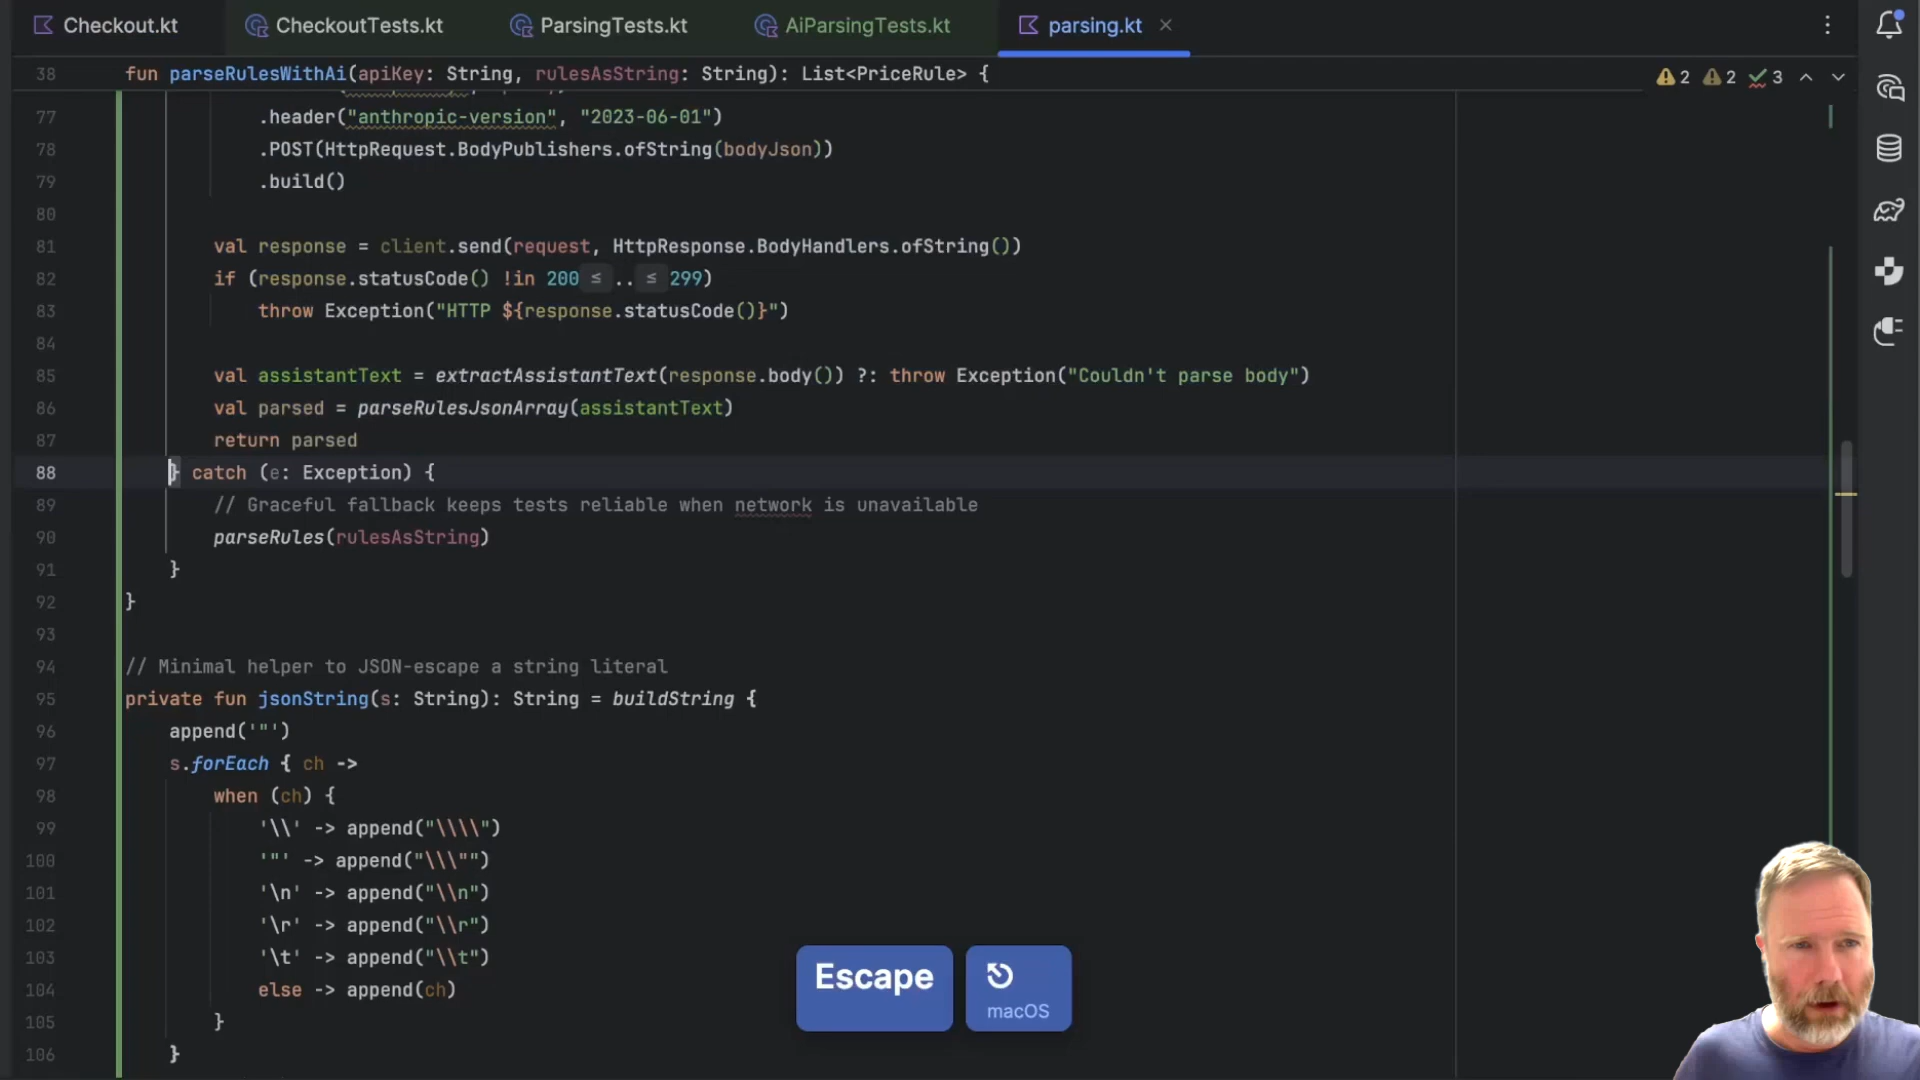 Checkout.kt
CheckoutTests.kt
ParsingTests.kt
AiParsingTests.kt
parsing.kt
38 fun parseRulesWithAi(apiKey: String, rulesAsString: String): List<PriceRule> {
2 2 3
77 .header("anthropic-version", "2023-06-01")
78 .POST(HttpRequest.BodyPublishers.ofString(bodyJson))
79 .build()
80
81 val response = client.send(request, HttpResponse.BodyHandlers.ofString())
82 if (response.statusCode() !in 200 ≤ .. ≤ 299)
83 throw Exception("HTTP ${response.statusCode()}")
84
85 val assistantText = extractAssistantText(response.body()) ?: throw Exception("Couldn't parse body")
86 val parsed = parseRulesJsonArray(assistantText)
87 return parsed
88 } catch (e: Exception) {
89 // Graceful fallback keeps tests reliable when network is unavailable
90 parseRules(rulesAsString)
91 }
92 }
93
94 // Minimal helper to JSON-escape a string literal
95 private fun jsonString(s: String): String = buildString {
96 append('"')
97 s.forEach { ch ->
98 when (ch) {
99 '\\' -> append("\\\\")
100 '"' -> append("\\\"")
101 '\n' -> append("\\n")
102 '\r' -> append("\\r")
103 '\t' -> append("\\t")
104 else -> append(ch)
105 }
106 }
Escape
macOS